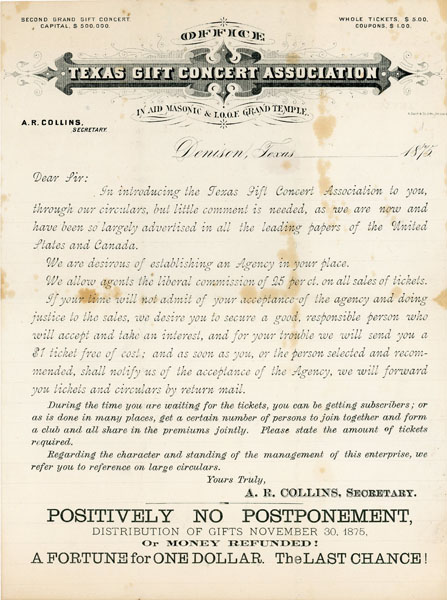 SECOND GRAND GIFT CONCERT
CAPITAL, $ 500,000.
WHOLE TICKETS, $ 5.00.
COUPONS, $ 1.00.
OFFICE
TEXAS GIFT CONCERT ASSOCIATION
IN AID MASONIC & I.O.O.F. GRAND TEMPLE.
A. R. COLLINS,
SECRETARY.
Denison, Texas 1875
Dear Sir:
In introducing the Texas Gift Concert Association to you,
through our circulars, but little comment is needed, as we are now and
have been so largely advertised in all the leading papers of the United
States and Canada.
We are desirous of establishing an Agency in your place.
We allow agents the liberal commission of 25 per ct. on all sales of tickets.
If your time will not admit of your acceptance of the agency and doing
justice to the sales, we desire you to secure a good, responsible person who
will accept and take an interest, and for your trouble we will send you
a $1 ticket free of cost; and as soon as you, or the person selected and recom-
mended, shall notify us of the acceptance of the Agency, we will forward
you tickets and circulars by return mail.
During the time you are waiting for the tickets, you can be getting subscribers; or
as is done in many places, get a certain number of persons to join together and form
a club and all share in the premiums jointly. Please state the amount of tickets
required.
Regarding the character and standing of the management of this enterprise, we
refer you to reference on large circulars.
Yours Truly,
A. R. COLLINS, SECRETARY.
POSITIVELY NO POSTPONEMENT,
DISTRIBUTION OF GIFTS NOVEMBER 30, 1875,
Or MONEY REFUNDED!
A FORTUNE for ONE DOLLAR. The LAST CHANCE!